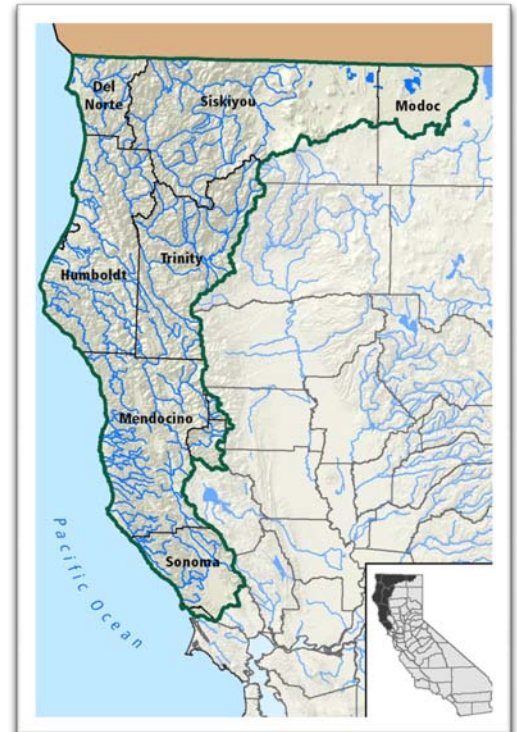 Del
Norte
Siskiyou
Modoc
Trinity
Humboldt
Mendocino
Sonoma
Pacific Ocean